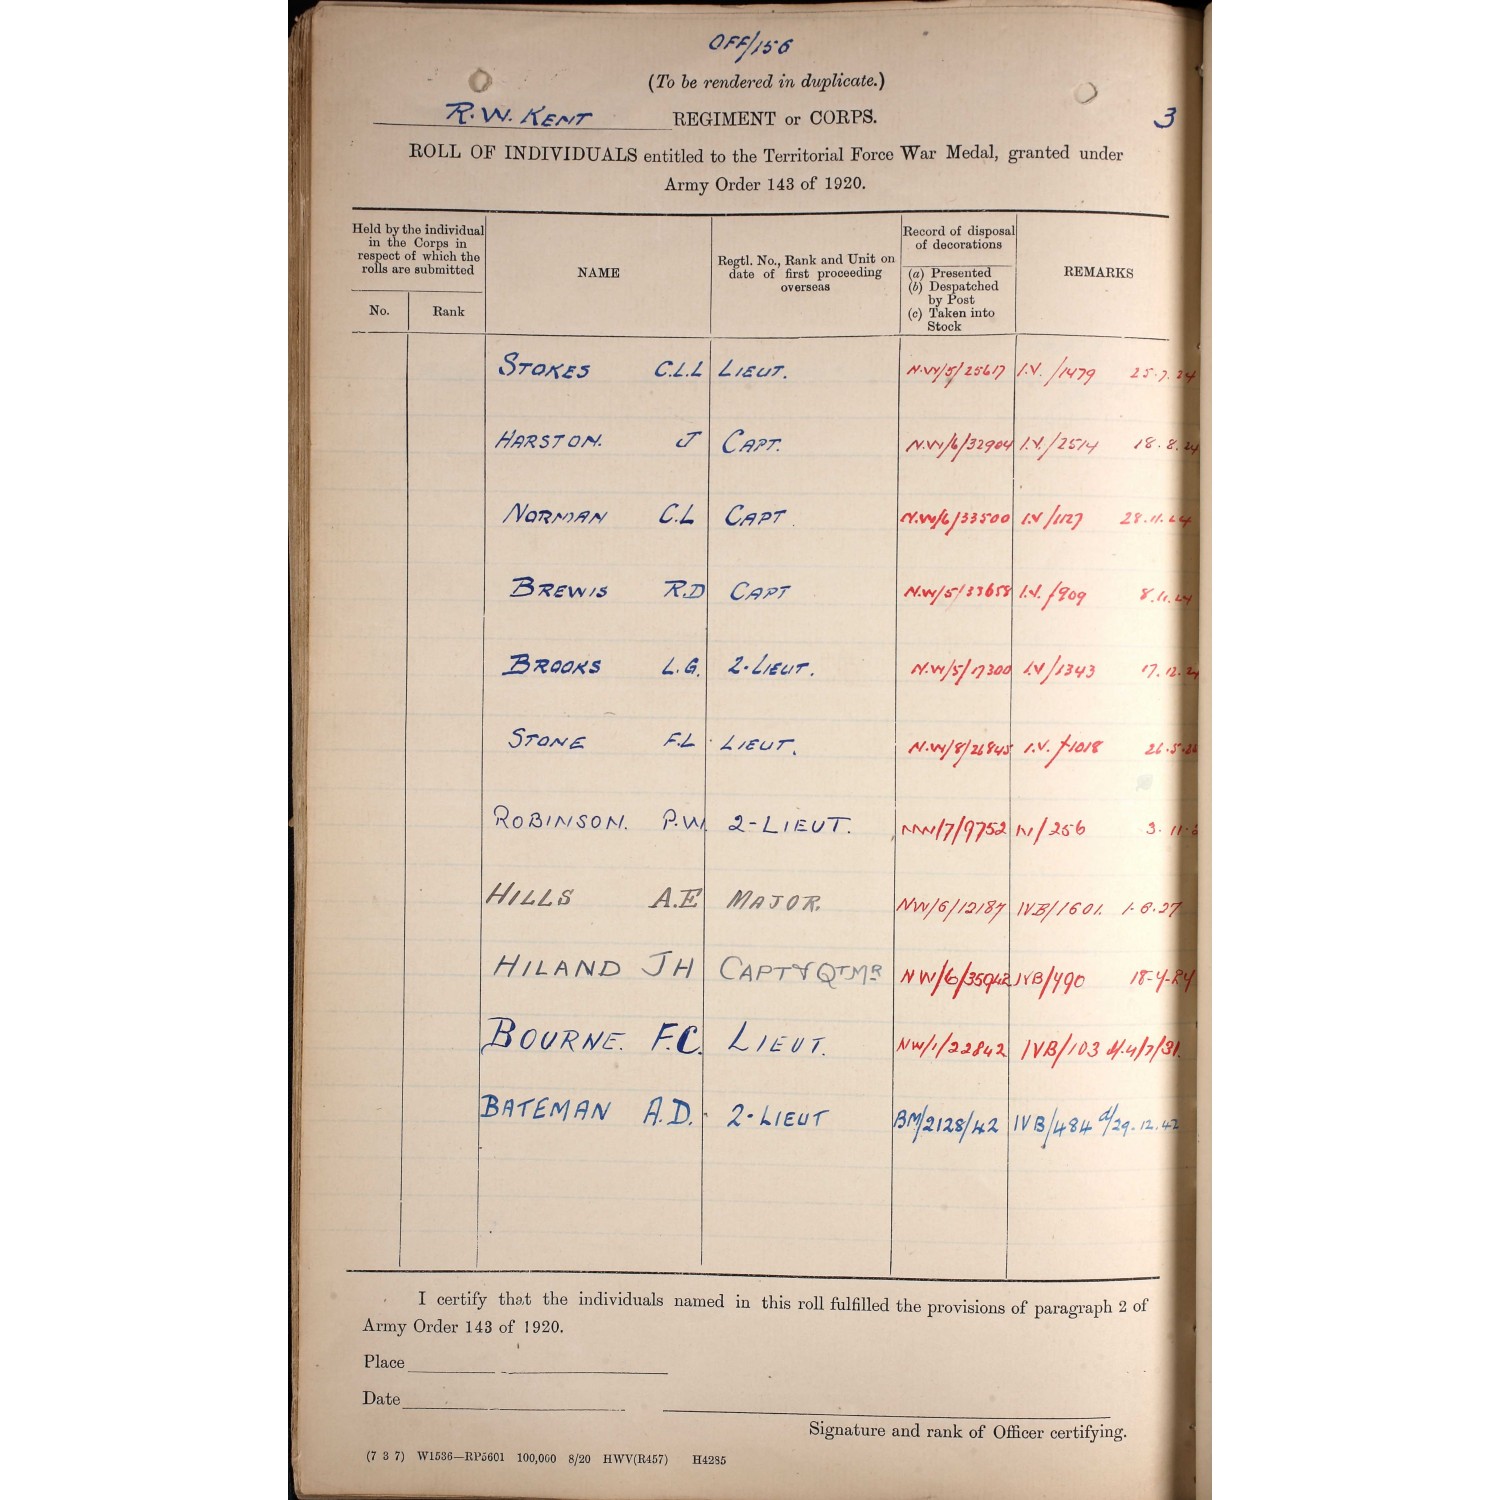 OFF/156
(To be rendered in duplicate.)
R.W. KENT REGIMENT or CORPS. 3
ROLL OF INDIVIDUALS entitled to the Territorial Force War Medal, granted under
Army Order 143 of 1920.
Held by the individual in the Corps in respect of which the rolls are submitted
No. Rank
NAME
Regtl. No., Rank and Unit on date of first proceeding overseas
Record of disposal of decorations
(a) Presented
(b) Despatched by Post
(c) Taken into Stock
REMARKS
STOKES C.L.L LIEUT. N.W/5/25617 I.V./1479 25.7.24
HARSTON. J CAPT. N.W/6/32904 I.V./2514 18.8.24
NORMAN C.L CAPT. N.W/6/33500 I.V/1127 28.11.24
BREWIS R.D CAPT N.W/5/33658 I.V./909 8.11.24
BROOKS L.G. 2-LIEUT. N.W/5/17300 I.V/1343 17.12.24
STONE F.L LIEUT. N.W/8/26845 I.V./1018 26.5.
ROBINSON. P.W. 2-LIEUT. NW/7/9752 IV/256 3.11.
HILLS A.E MAJOR. NW/6/12187 IVB/1601. 1.6.27
HILAND JH CAPT & QTMR NW/6/35942 IVB/490 18-4-
BOURNE. F.C. LIEUT. NW/1/22842 IVB/103 4/7/31.
BATEMAN A.D. 2-LIEUT BM/2128/42 IVB/484 d/29.12.42
I certify that the individuals named in this roll fulfilled the provisions of paragraph 2 of
Army Order 143 of 1920.
Place
Date
Signature and rank of Officer certifying.
(7 3 7) W1536—RP5601 100,000 8/20 HWV(R457) H4285